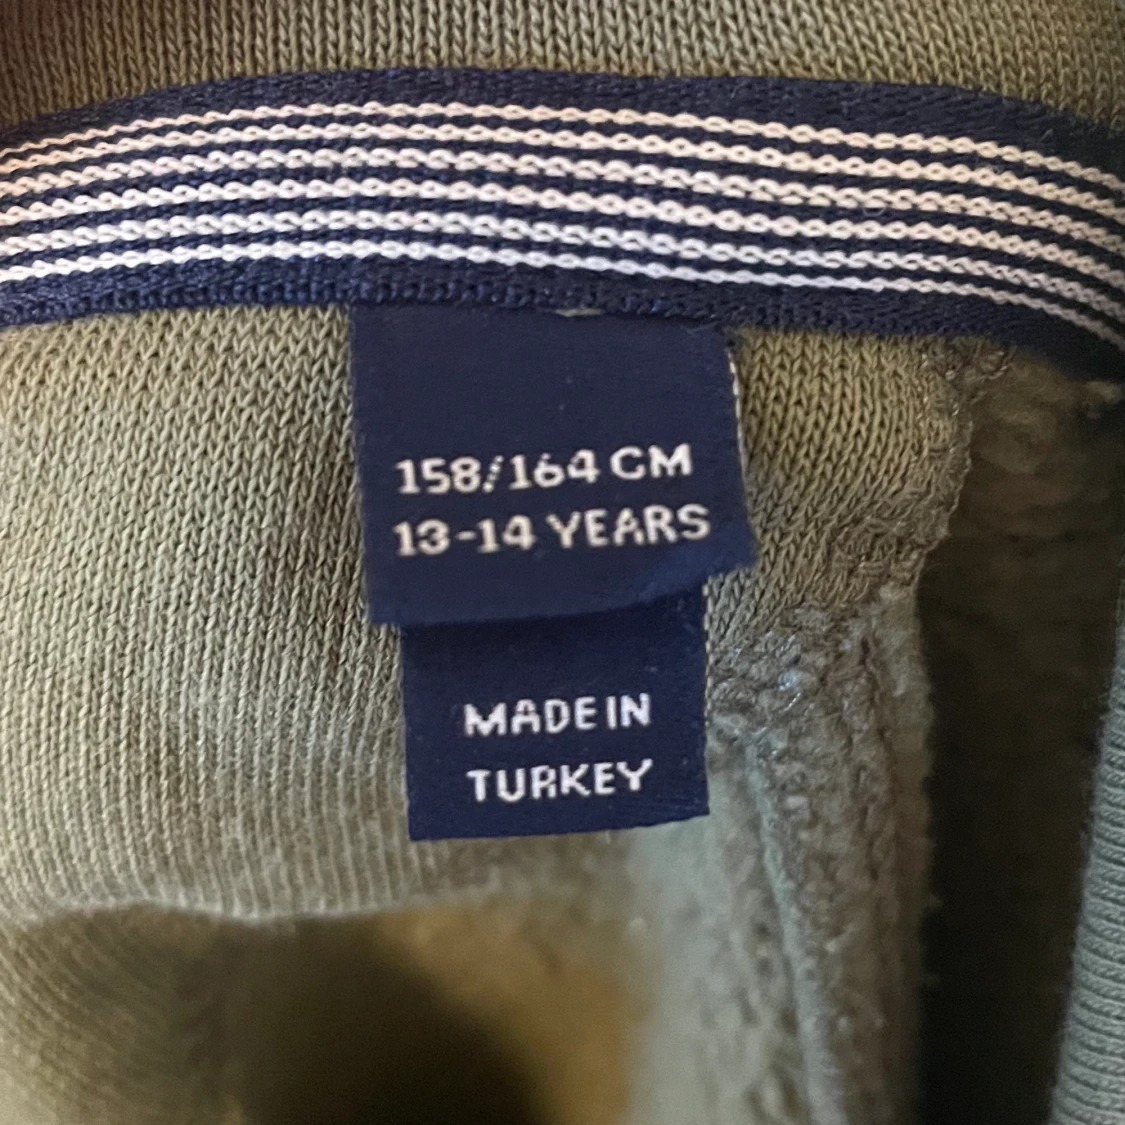 158/164 CM
13-14 YEARS
MADE IN
TURKEY